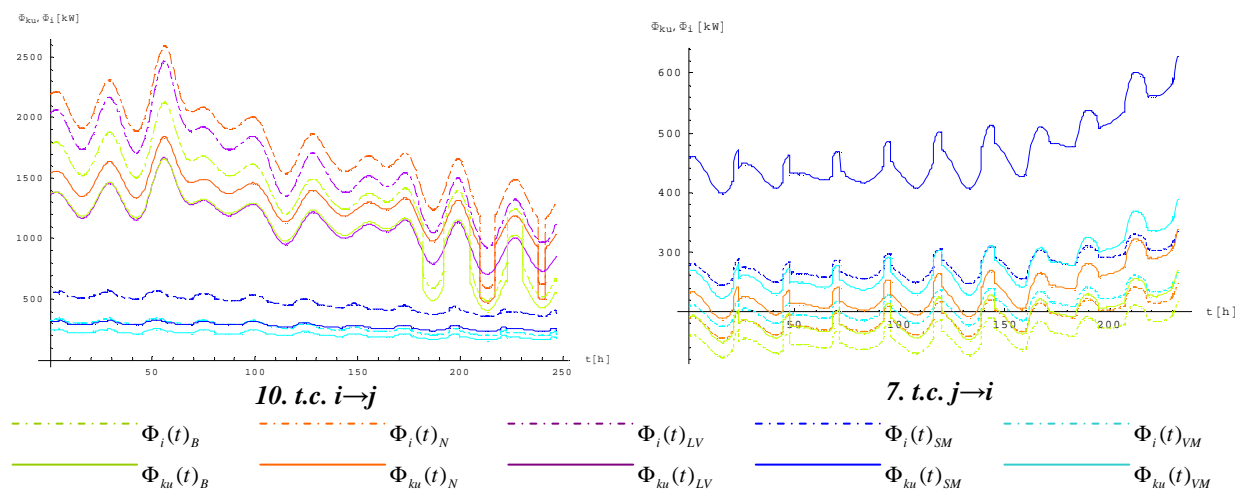 Φku,Φi[kW]
2500
2000
1500
1000
500
50
100
150
200
250
t[h]
10. t.c. i→j
Φku,Φi[kW]
600
500
400
300
50
100
150
200
t[h]
7. t.c. j→i
Φi(t)B
Φi(t)N
Φi(t)LV
Φi(t)SM
Φi(t)VM
Φku(t)B
Φku(t)N
Φku(t)LV
Φku(t)SM
Φku(t)VM